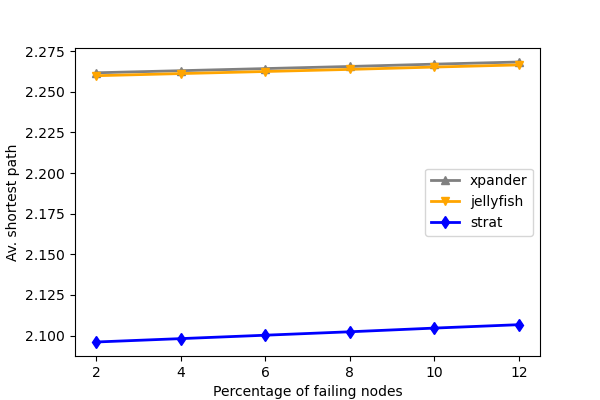 2.275
2.250
2.225
2.200
2.175
2.150
2.125
2.100
Av. shortest path
xpander
jellyfish
strat
2 4 6 8 10 12
Percentage of failing nodes